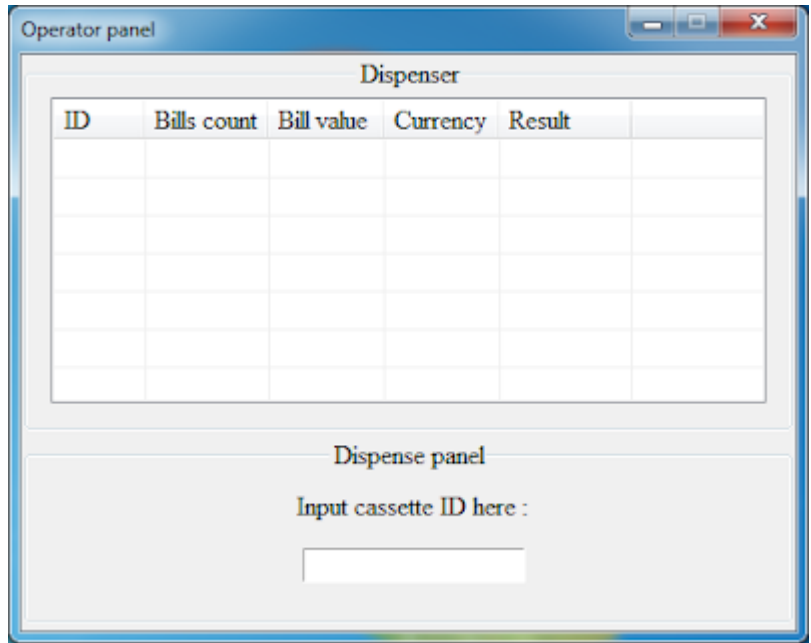 Operator panel
Dispenser
ID Bills count Bill value Currency Result
Dispense panel
Input cassette ID here :